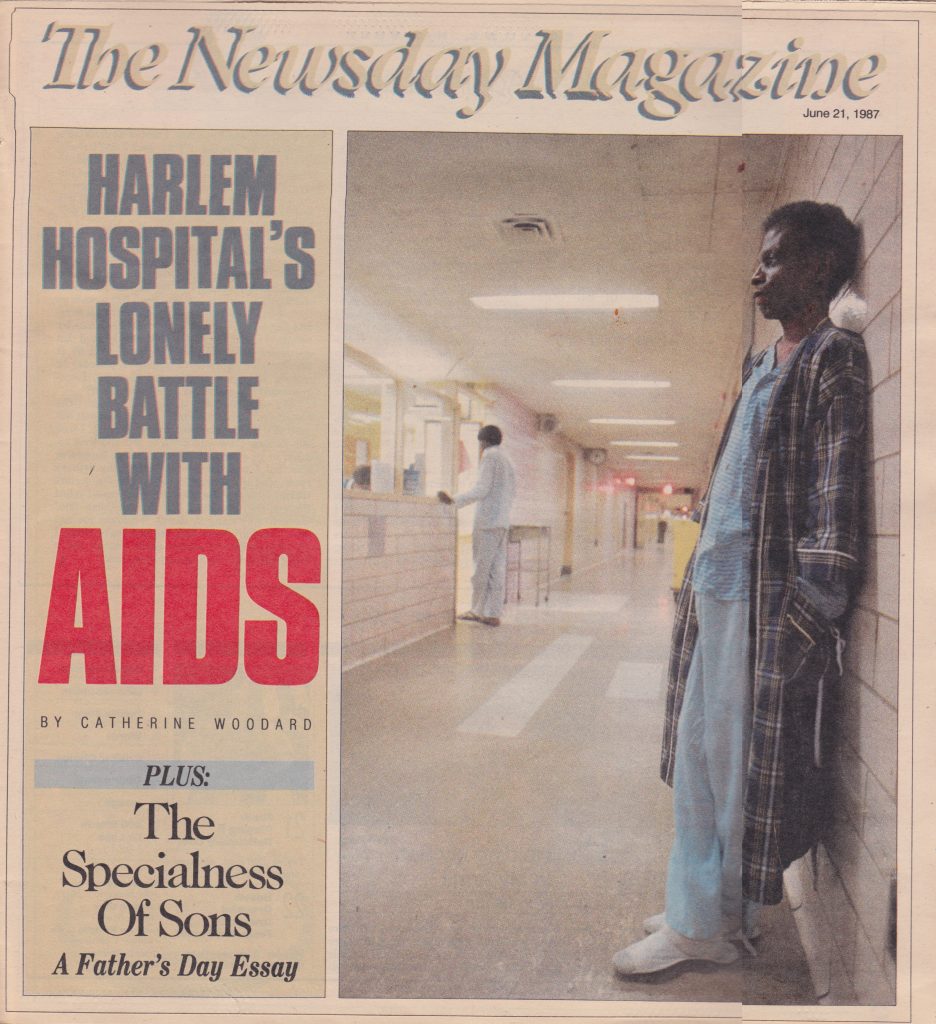 The Newsday Magazine
June 21, 1987
HARLEM
HOSPITAL'S
LONELY
BATTLE
WITH
AIDS
BY CATHERINE WOODARD
PLUS:
The
Specialness
Of Sons
A Father's Day Essay